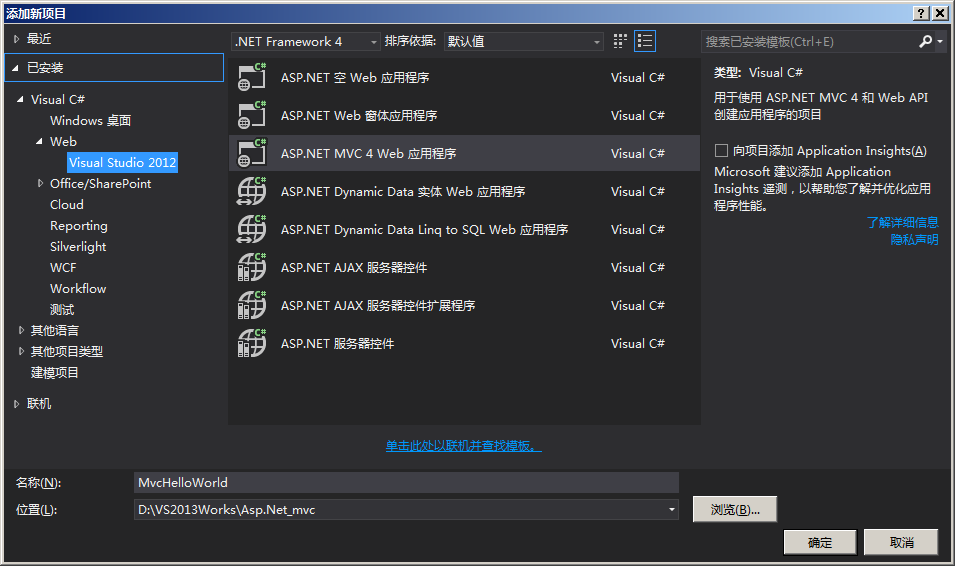 添加新项目
最近
已安装
Visual C#
Windows 桌面
Web
Visual Studio 2012
Office/SharePoint
Cloud
Reporting
Silverlight
WCF
Workflow
测试
其他语言
其他项目类型
建模项目
联机
.NET Framework 4 排序依据: 默认值
ASP.NET 空 Web 应用程序 Visual C#
ASP.NET Web 窗体应用程序 Visual C#
ASP.NET MVC 4 Web 应用程序 Visual C#
ASP.NET Dynamic Data 实体 Web 应用程序 Visual C#
ASP.NET Dynamic Data Linq to SQL Web 应用程序 Visual C#
ASP.NET AJAX 服务器控件 Visual C#
ASP.NET AJAX 服务器控件扩展程序 Visual C#
ASP.NET 服务器控件 Visual C#
单击此处以联机并查找模板。
搜索已安装模板(Ctrl+E)
类型: Visual C#
用于使用 ASP.NET MVC 4 和 Web API
创建应用程序的项目
向项目添加 Application Insights(A)
Microsoft 建议添加 Application
Insights 遥测，以帮助您了解并优化应用
程序性能。
了解详细信息
隐私声明
名称(N): MvcHelloWorld
位置(L): D:\VS2013Works\Asp.Net_mvc
浏览(B)...
确定 取消